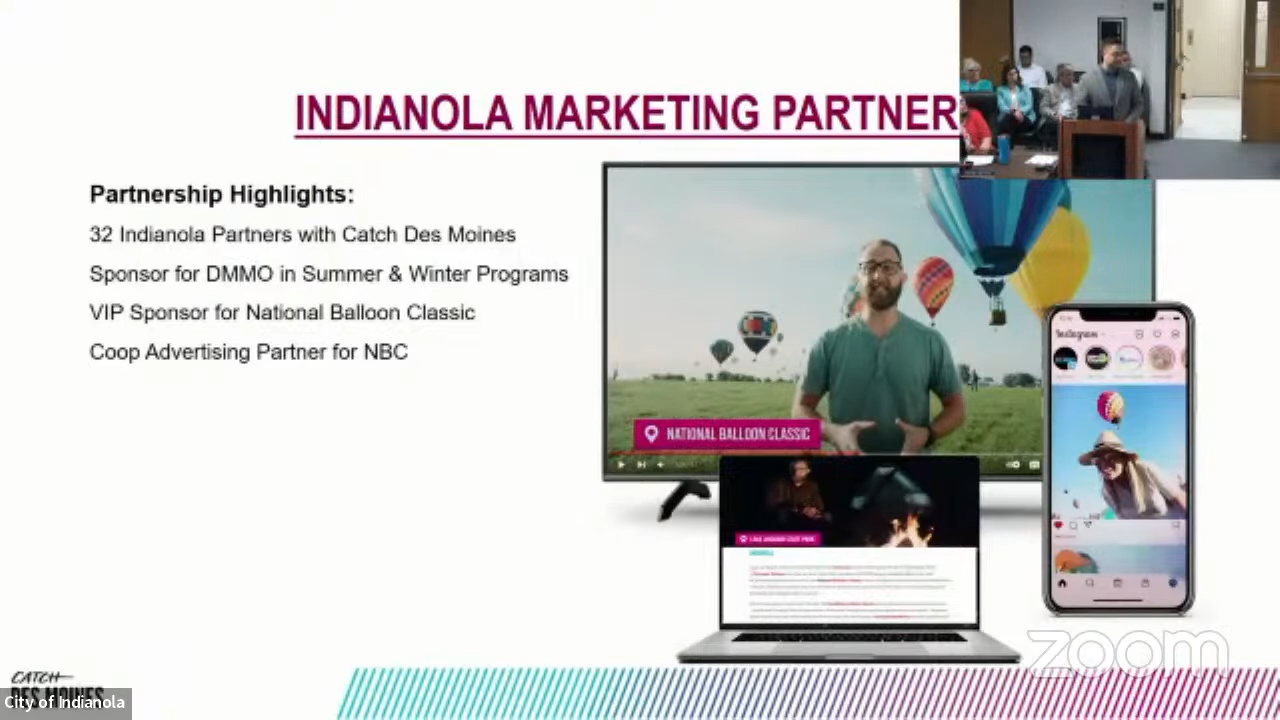 INDIANOLA MARKETING PARTNER
Partnership Highlights:
32 Indianola Partners with Catch Des Moines
Sponsor for DMMO in Summer & Winter Programs
VIP Sponsor for National Balloon Classic
Coop Advertising Partner for NBC
NATIONAL BALLOON CLASSIC
Instagram
zoom
CATCH
DES MOINES
City of Indianola